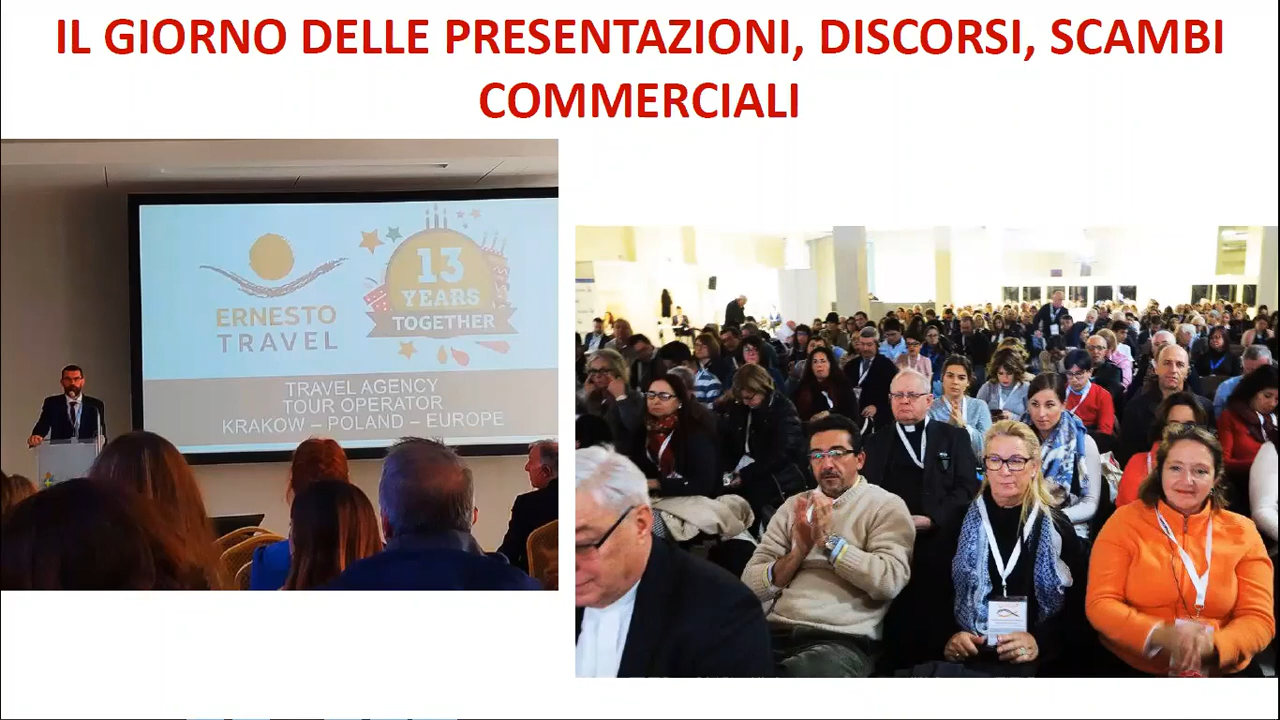 IL GIORNO DELLE PRESENTAZIONI, DISCORSI, SCAMBI
COMMERCIALI
ERNESTO
TRAVEL
13
YEARS
TOGETHER
TRAVEL AGENCY
TOUR OPERATOR
KRAKOW – POLAND – EUROPE